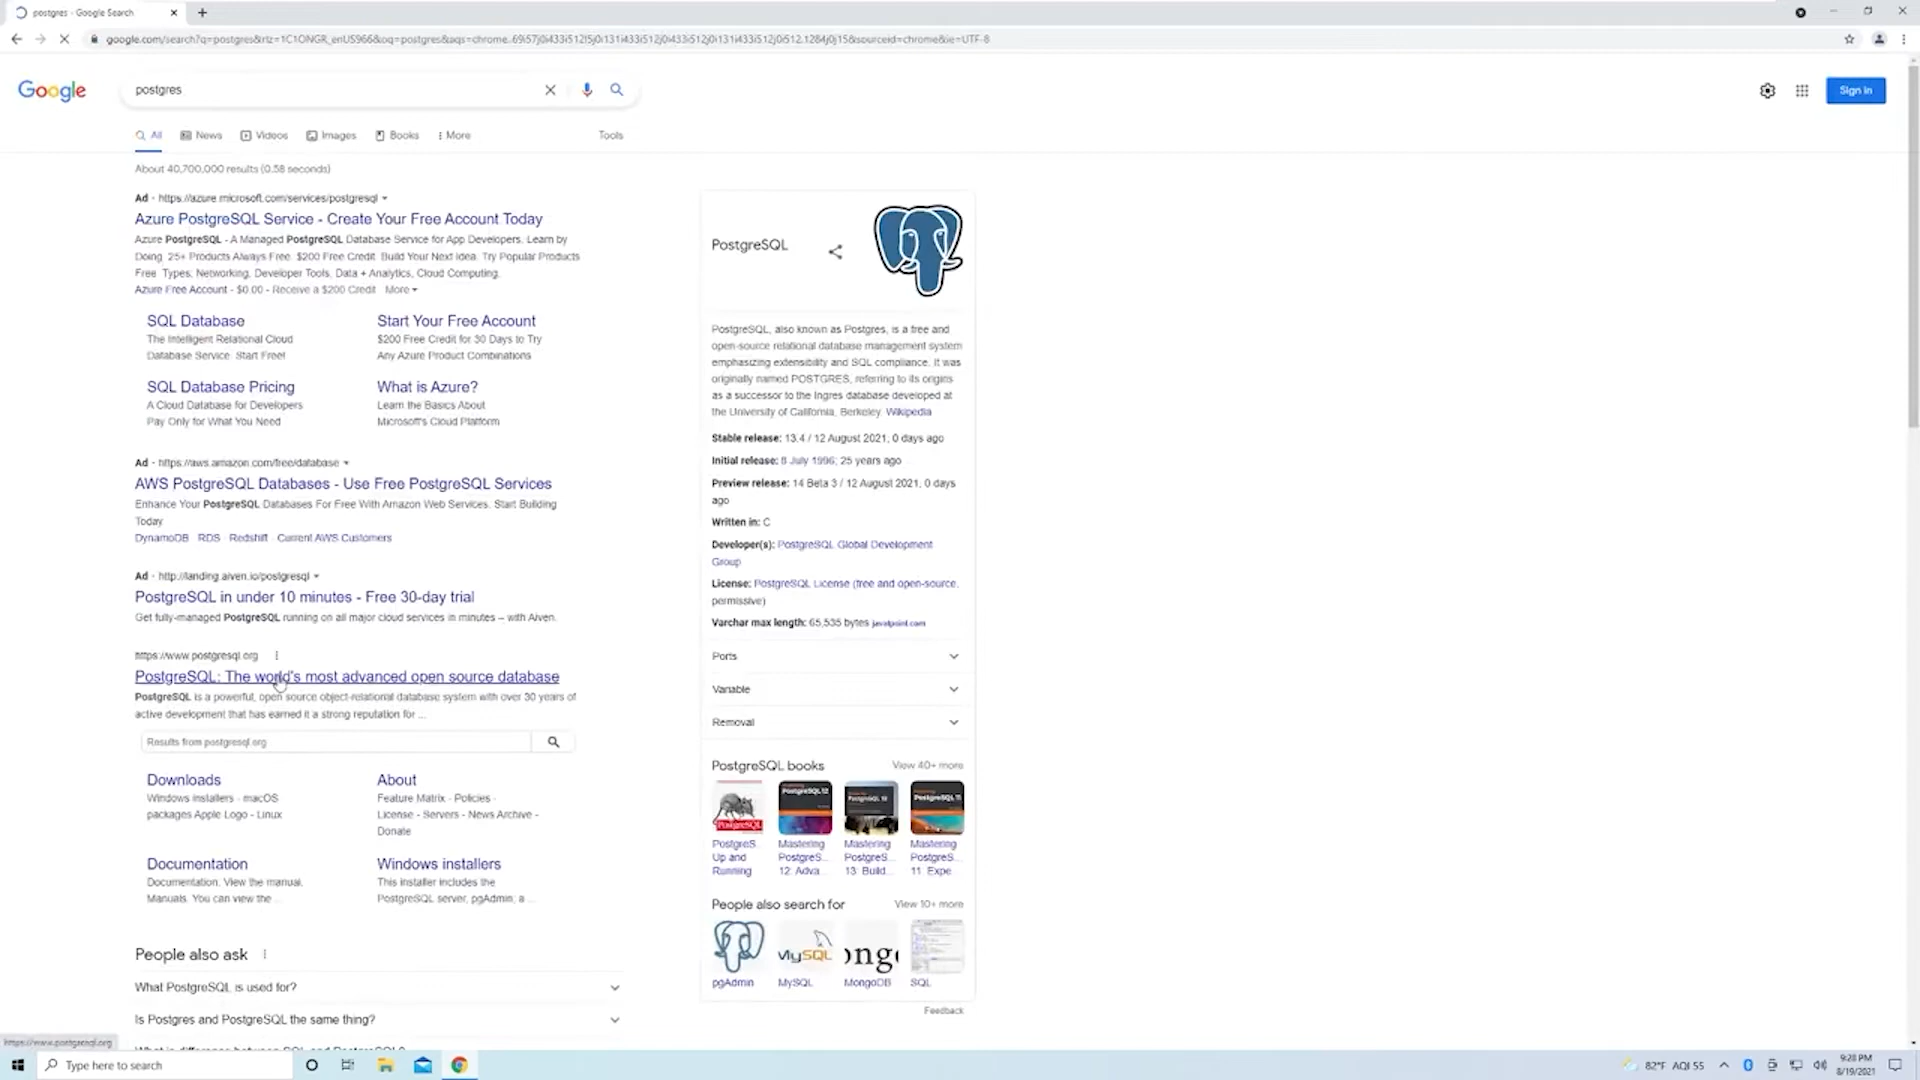 postgres - Google Search
google.com/search?q=postgres&rlz=1C1ONGR_enUS966&oq=postgres&aqs=chrome..69i57j0i433i512l5j0i131i433i512j0i433i512j0i131i433i512j0i512.1284j0j15&sourceid=chrome&ie=UTF-8
Google
postgres
Sign in
All
News
Videos
Images
Books
More
Tools
About 40,700,000 results (0.58 seconds)
Ad · https://azure.microsoft.com/services/postgresql
Azure PostgreSQL Service - Create Your Free Account Today
Azure PostgreSQL - A Managed PostgreSQL Database Service for App Developers. Learn by
Doing. 25+ Products Always Free. $200 Free Credit. Build Your Next Idea. Try Popular Products
Free. Types: Networking, Developer Tools, Data + Analytics, Cloud Computing.
Azure Free Account - $0.00 - Receive a $200 Credit · More
SQL Database
The Intelligent Relational Cloud
Database Service. Start Free!
Start Your Free Account
$200 Free Credit for 30 Days to Try
Any Azure Product Combinations
SQL Database Pricing
A Cloud Database for Developers
Pay Only for What You Need
What is Azure?
Learn the Basics About
Microsoft's Cloud Platform
Ad · https://aws.amazon.com/free/database
AWS PostgreSQL Databases - Use Free PostgreSQL Services
Enhance Your PostgreSQL Databases For Free With Amazon Web Services. Start Building
Today
DynamoDB · RDS · Redshift · Current AWS Customers
Ad · http://landing.aiven.io/postgresql
PostgreSQL in under 10 minutes - Free 30-day trial
Get fully-managed PostgreSQL running on all major cloud services in minutes – with Aiven.
https://www.postgresql.org
PostgreSQL: The world's most advanced open source database
PostgreSQL is a powerful, open source object-relational database system with over 30 years of
active development that has earned it a strong reputation for ...
Results from postgresql.org
Downloads
Windows installers · macOS
packages Apple Logo · Linux
About
Feature Matrix · Policies ·
License · Servers · News Archive ·
Donate
Documentation
Documentation. View the manual.
Manuals. You can view the ...
Windows installers
This installer includes the
PostgreSQL server, pgAdmin; a ...
People also ask
What PostgreSQL is used for?
Is Postgres and PostgreSQL the same thing?
What is difference between SQL and PostgreSQL?
PostgreSQL
PostgreSQL, also known as Postgres, is a free and
open-source relational database management system
emphasizing extensibility and SQL compliance. It was
originally named POSTGRES, referring to its origins
as a successor to the Ingres database developed at
the University of California, Berkeley. Wikipedia
Stable release: 13.4 / 12 August 2021, 0 days ago
Initial release: 8 July 1996; 25 years ago
Preview release: 14 Beta 3 / 12 August 2021, 0 days
ago
Written in: C
Developer(s): PostgreSQL Global Development
Group
License: PostgreSQL License (free and open-source,
permissive)
Varchar max length: 65,535 bytes javatpoint.com
Ports
Variable
Removal
PostgreSQL books
View 40+ more
PostgreS...
Up and
Running
Mastering
PostgreS...
12: Adva...
Mastering
PostgreS...
13: Build...
Mastering
PostgreS...
11: Expe...
People also search for
View 10+ more
MySQL
ong
pgAdmin
MySQL
MongoDB
SQL
Feedback
https://www.postgresql.org
Type here to search
82°F AQI 55
9:28 PM
8/19/2021